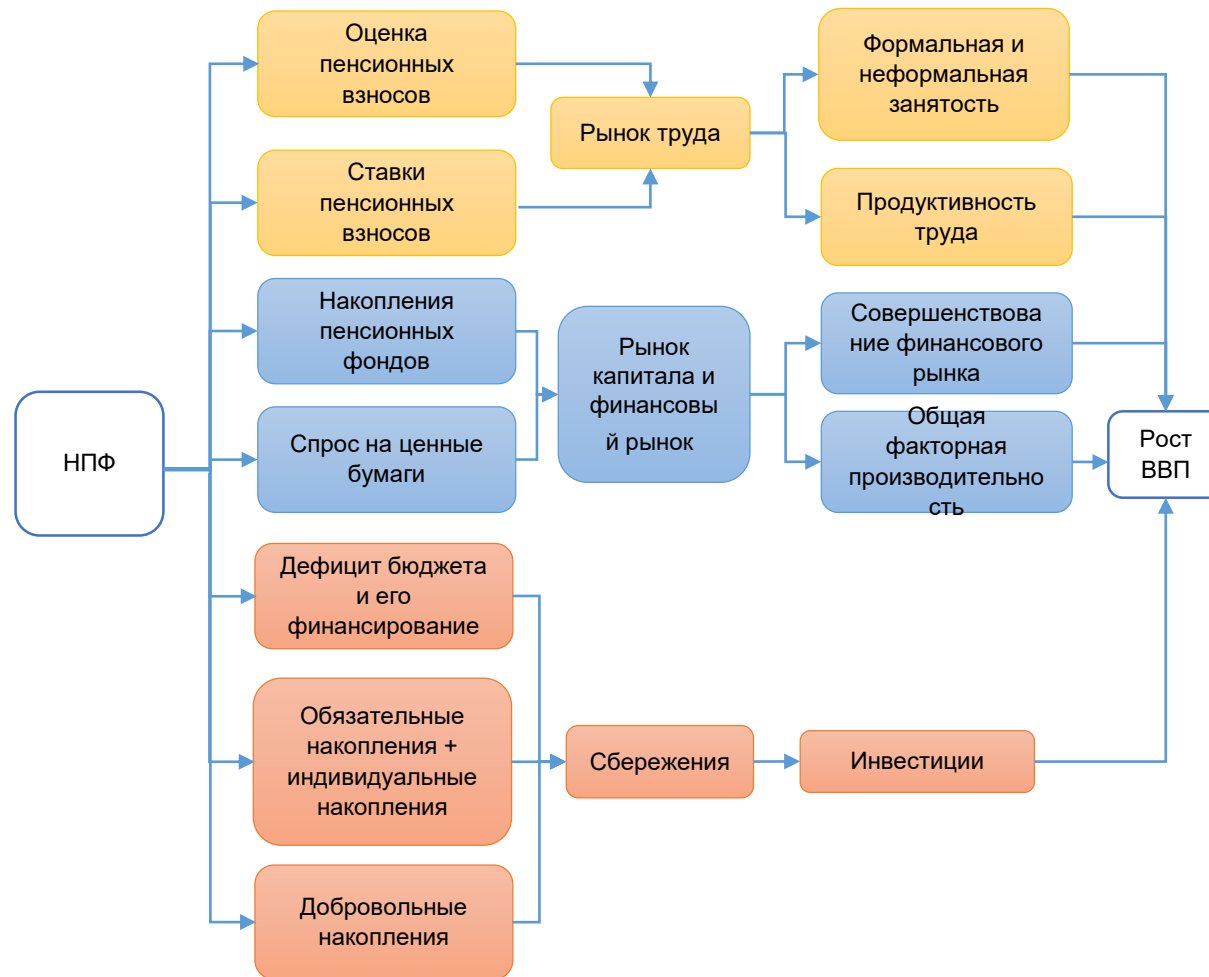 Оценка
пенсионных
взносов
Формальная и
неформальная
занятость
Рынок труда
Ставки
пенсионных
взносов
Продуктивность
труда
Накопления
пенсионных
фондов
Рынок
капитала и
финансовы
й рынок
Совершенствова
ние финансового
рынка
НПФ
Спрос на ценные
бумаги
Общая
факторная
производительно
сть
Рост
ВВП
Дефицит бюджета
и его
финансирование
Обязательные
накопления +
индивидуальные
накопления
Сбережения
Инвестиции
Добровольные
накопления